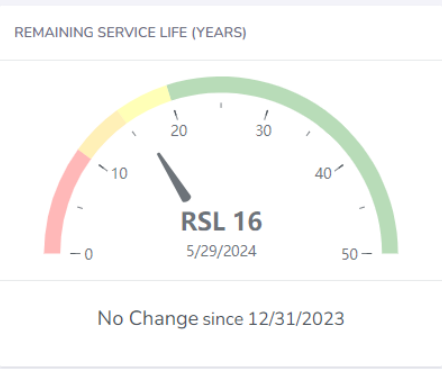 REMAINING SERVICE LIFE (YEARS)
20 30
10 40
RSL 16
0 5/29/2024 50
No Change since 12/31/2023